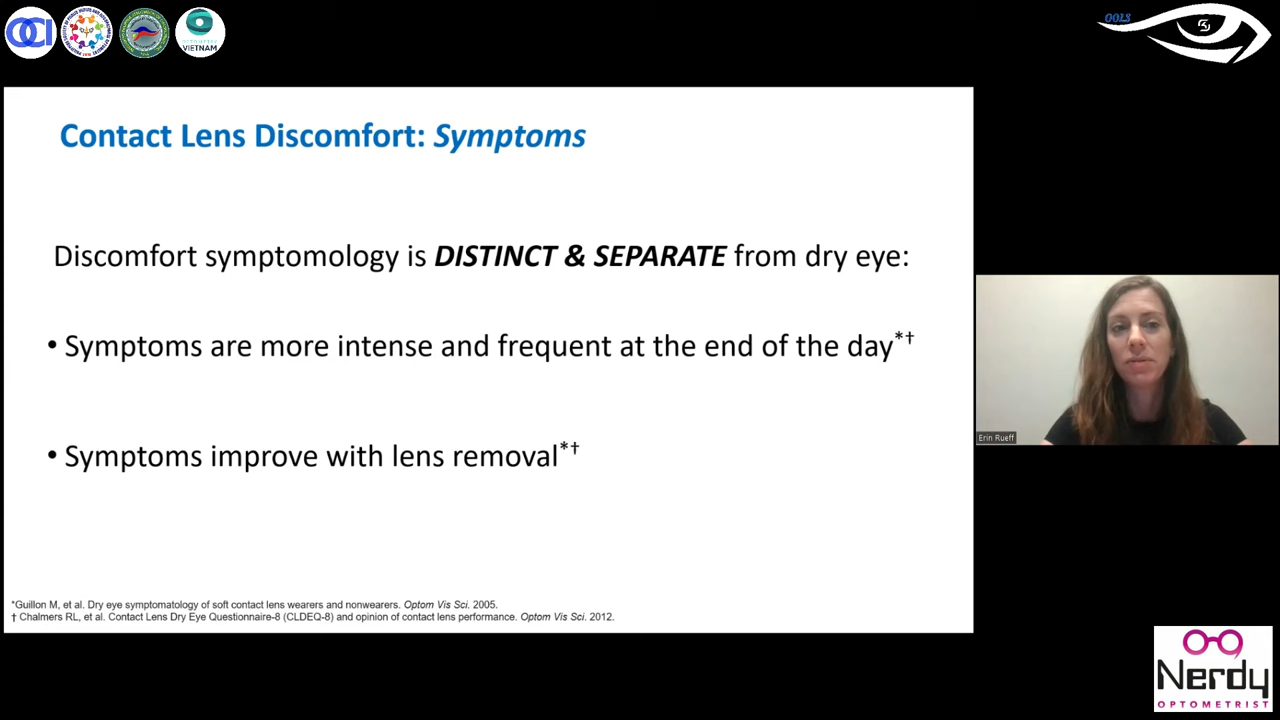 OCI
OPTOMETRY
VIETNAM
OOLS
Contact Lens Discomfort: Symptoms
Discomfort symptomology is DISTINCT & SEPARATE from dry eye:
• Symptoms are more intense and frequent at the end of the day*†
• Symptoms improve with lens removal*†
*Guillon M, et al. Dry eye symptomatology of soft contact lens wearers and nonwearers. Optom Vis Sci. 2005.
† Chalmers RL, et al. Contact Lens Dry Eye Questionnaire-8 (CLDEQ-8) and opinion of contact lens performance. Optom Vis Sci. 2012.
Erin Rueff
Nerdy
OPTOMETRIST